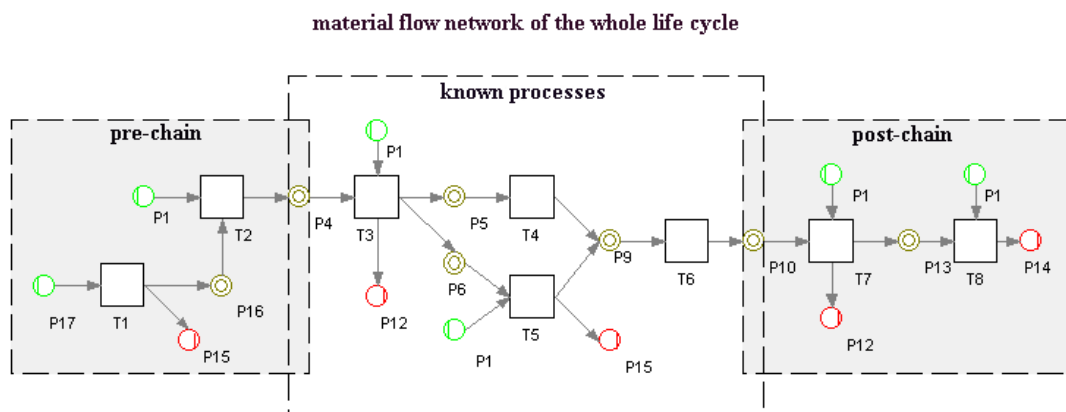 material flow network of the whole life cycle
known processes
pre-chain
post-chain
P1
P1
P1
P1
T2
P4
T3
P5
T4
P9
T6
P10
T7
P13
T8
P14
P6
P17
T1
P16
P12
P1
T5
P15
P15
P12